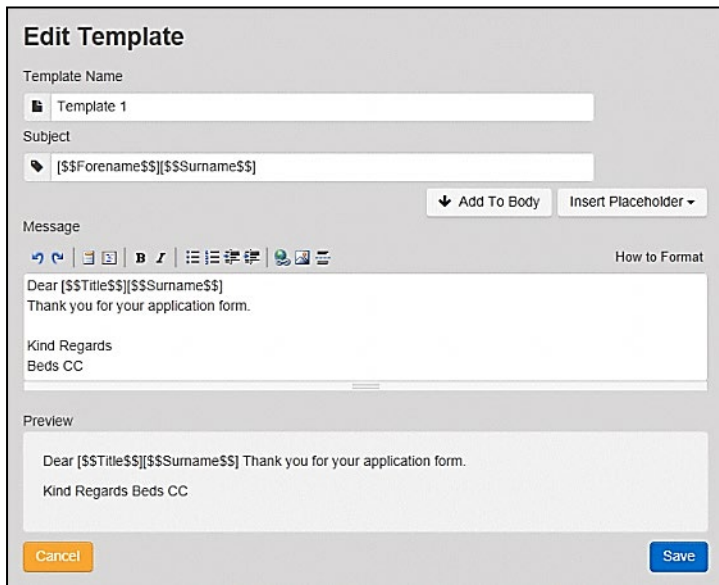 Edit Template
Template Name
Template 1
Subject
[$$Forename$$][$$Surname$$]
Add To Body
Insert Placeholder
Message
B I
How to Format
Dear [$$Title$$][$$Surname$$]
Thank you for your application form.
Kind Regards
Beds CC
Preview
Dear [$$Title$$][$$Surname$$] Thank you for your application form.
Kind Regards Beds CC
Cancel
Save